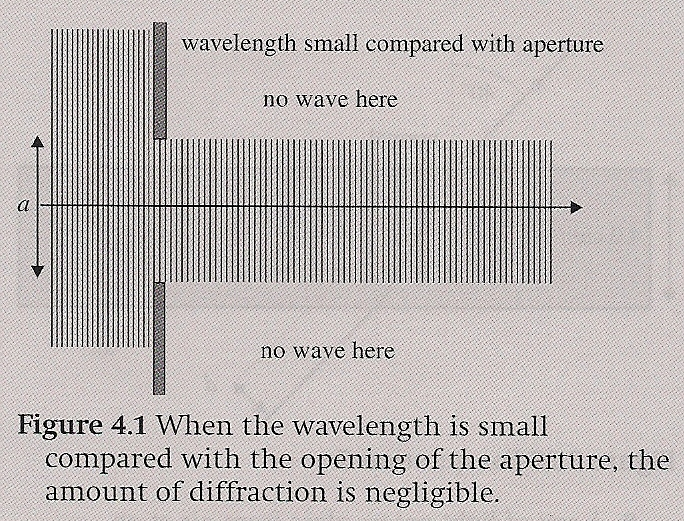 wavelength small compared with aperture
no wave here
a
no wave here
Figure 4.1 When the wavelength is small
compared with the opening of the aperture, the
amount of diffraction is negligible.